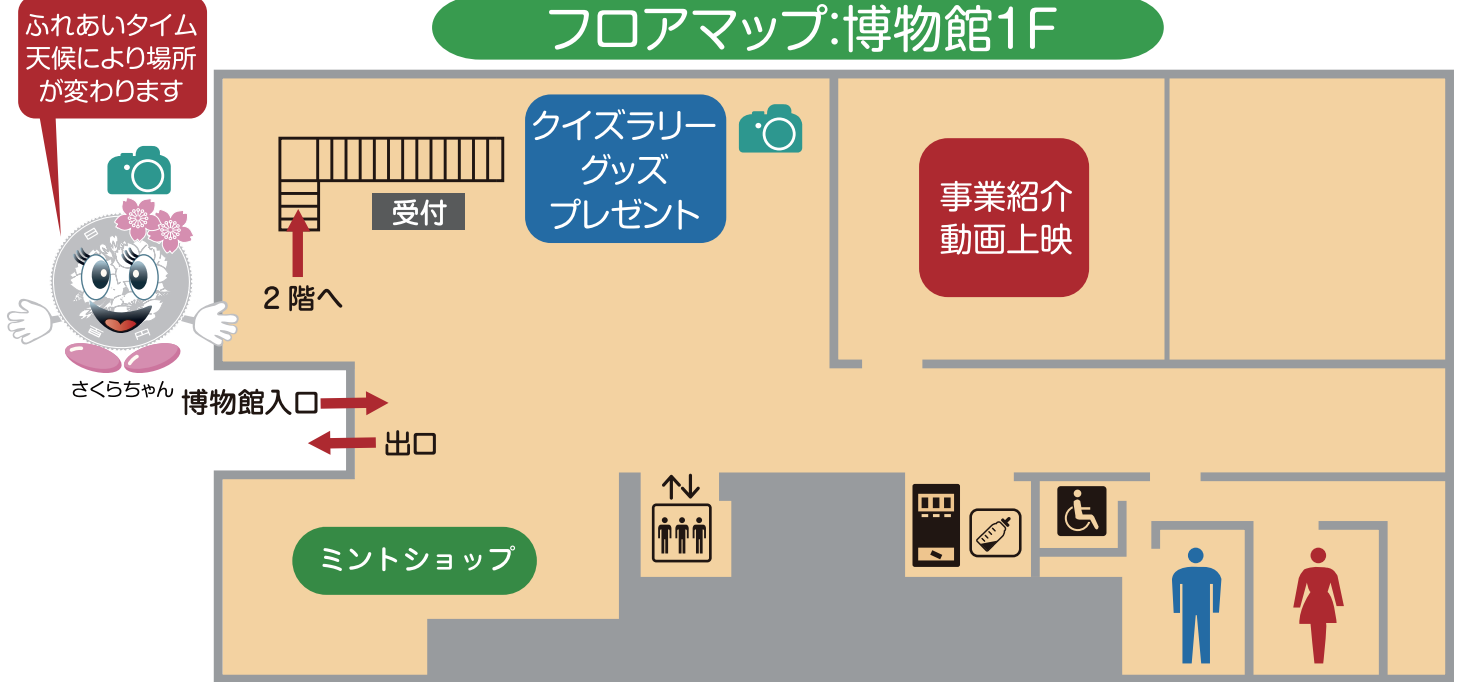 フロアマップ:博物館1F
ふれあいタイム
天候により場所
が変わります
クイズラリー
グッズ
プレゼント
事業紹介
動画上映
受付
2階へ
さくらちゃん
博物館入口
出口
ミントショップ